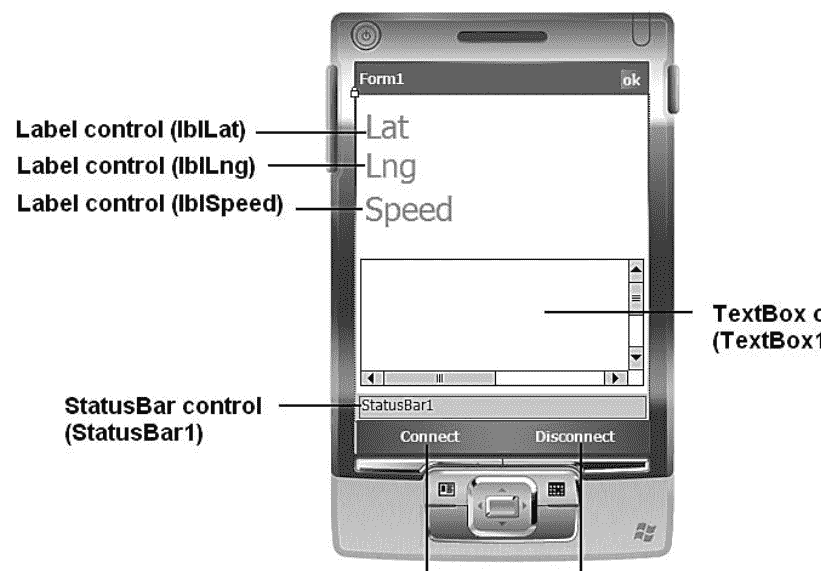 Form1
ok
Label control (lblLat)
Lat
Label control (lblLng)
Lng
Label control (lblSpeed)
Speed
TextBox
(TextBox1
StatusBar control
(StatusBar1)
StatusBar1
Connect
Disconnect